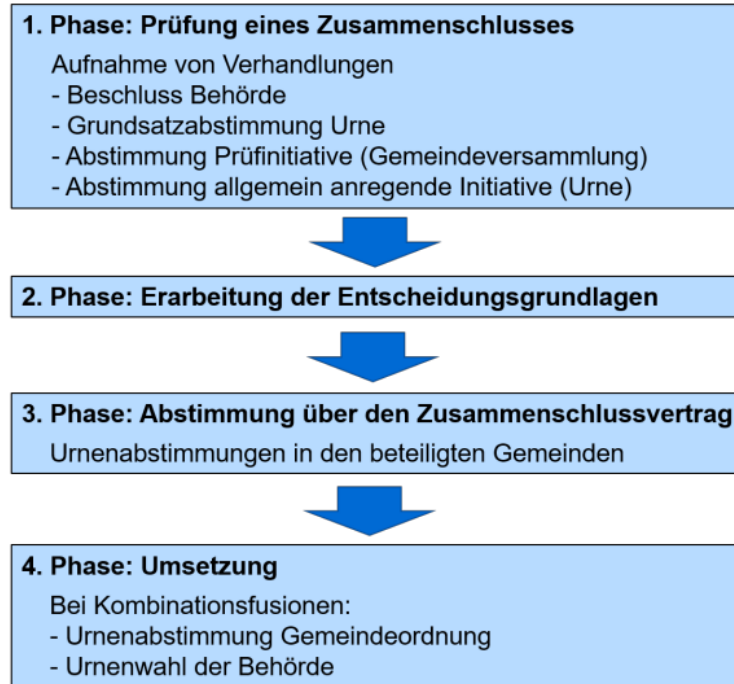 1. Phase: Prüfung eines Zusammenschlusses
Aufnahme von Verhandlungen
- Beschluss Behörde
- Grundsatzabstimmung Urne
- Abstimmung Prüfinitiative (Gemeindeversammlung)
- Abstimmung allgemein anregende Initiative (Urne)
2. Phase: Erarbeitung der Entscheidungsgrundlagen
3. Phase: Abstimmung über den Zusammenschlussvertrag
Urnenabstimmungen in den beteiligten Gemeinden
4. Phase: Umsetzung
Bei Kombinationsfusionen:
- Urnenabstimmung Gemeindeordnung
- Urnenwahl der Behörde